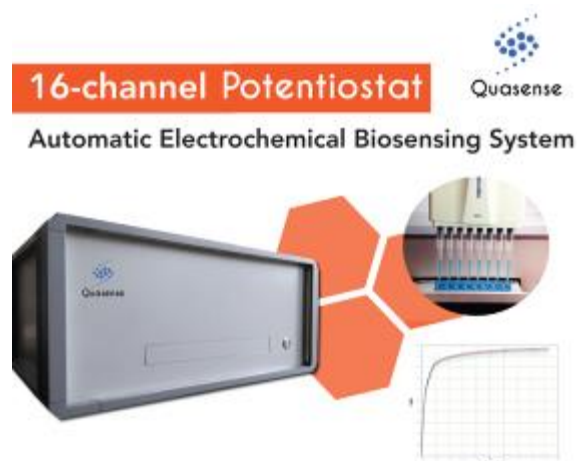 16-channel Potentiostat
Quasense
Automatic Electrochemical Biosensing System
Quasense